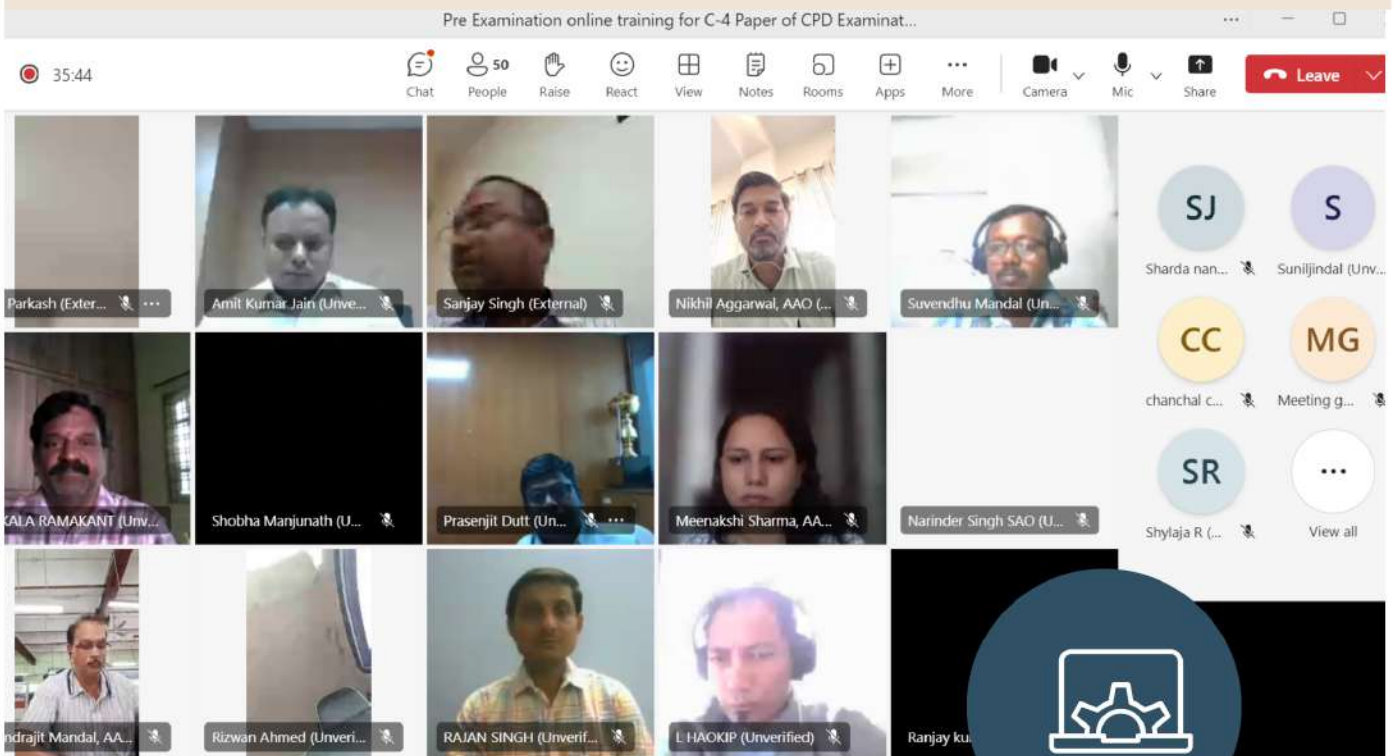 Pre Examination online training for C-4 Paper of CPD Examinat...
35:44
50
Chat People Raise React View Notes Rooms Apps More Camera Mic Share Leave
Parkash (Exter... ...
Amit Kumar Jain (Unve...
Sanjay Singh (External)
Nikhil Aggarwal, AAO (...
Suvendhu Mandal (Un...
SJ
Sharda nan...
S
Suniljindal (Unv...
CC
chanchal c...
MG
Meeting g...
KALA RAMAKANT (Unv...
Shobha Manjunath (U...
Prasenjit Dutt (Un... ...
Meenakshi Sharma, AA...
Narinder Singh SAO (U...
SR
Shylaja R (...
...
View all
ndrajit Mandal, AA...
Rizwan Ahmed (Unveri...
RAJAN SINGH (Unverif...
L HAOKIP (Unverified)
Ranjay ku